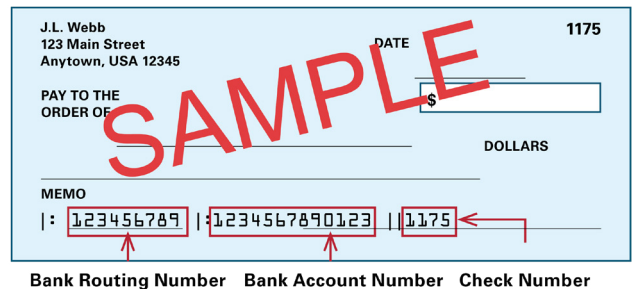 J.L. Webb
123 Main Street
Anytown, USA 12345
1175
DATE
SAMPLE
PAY TO THE
ORDER OF
$
DOLLARS
MEMO
|: 123456789 |:1234567890123 ||1175
Bank Routing Number Bank Account Number Check Number